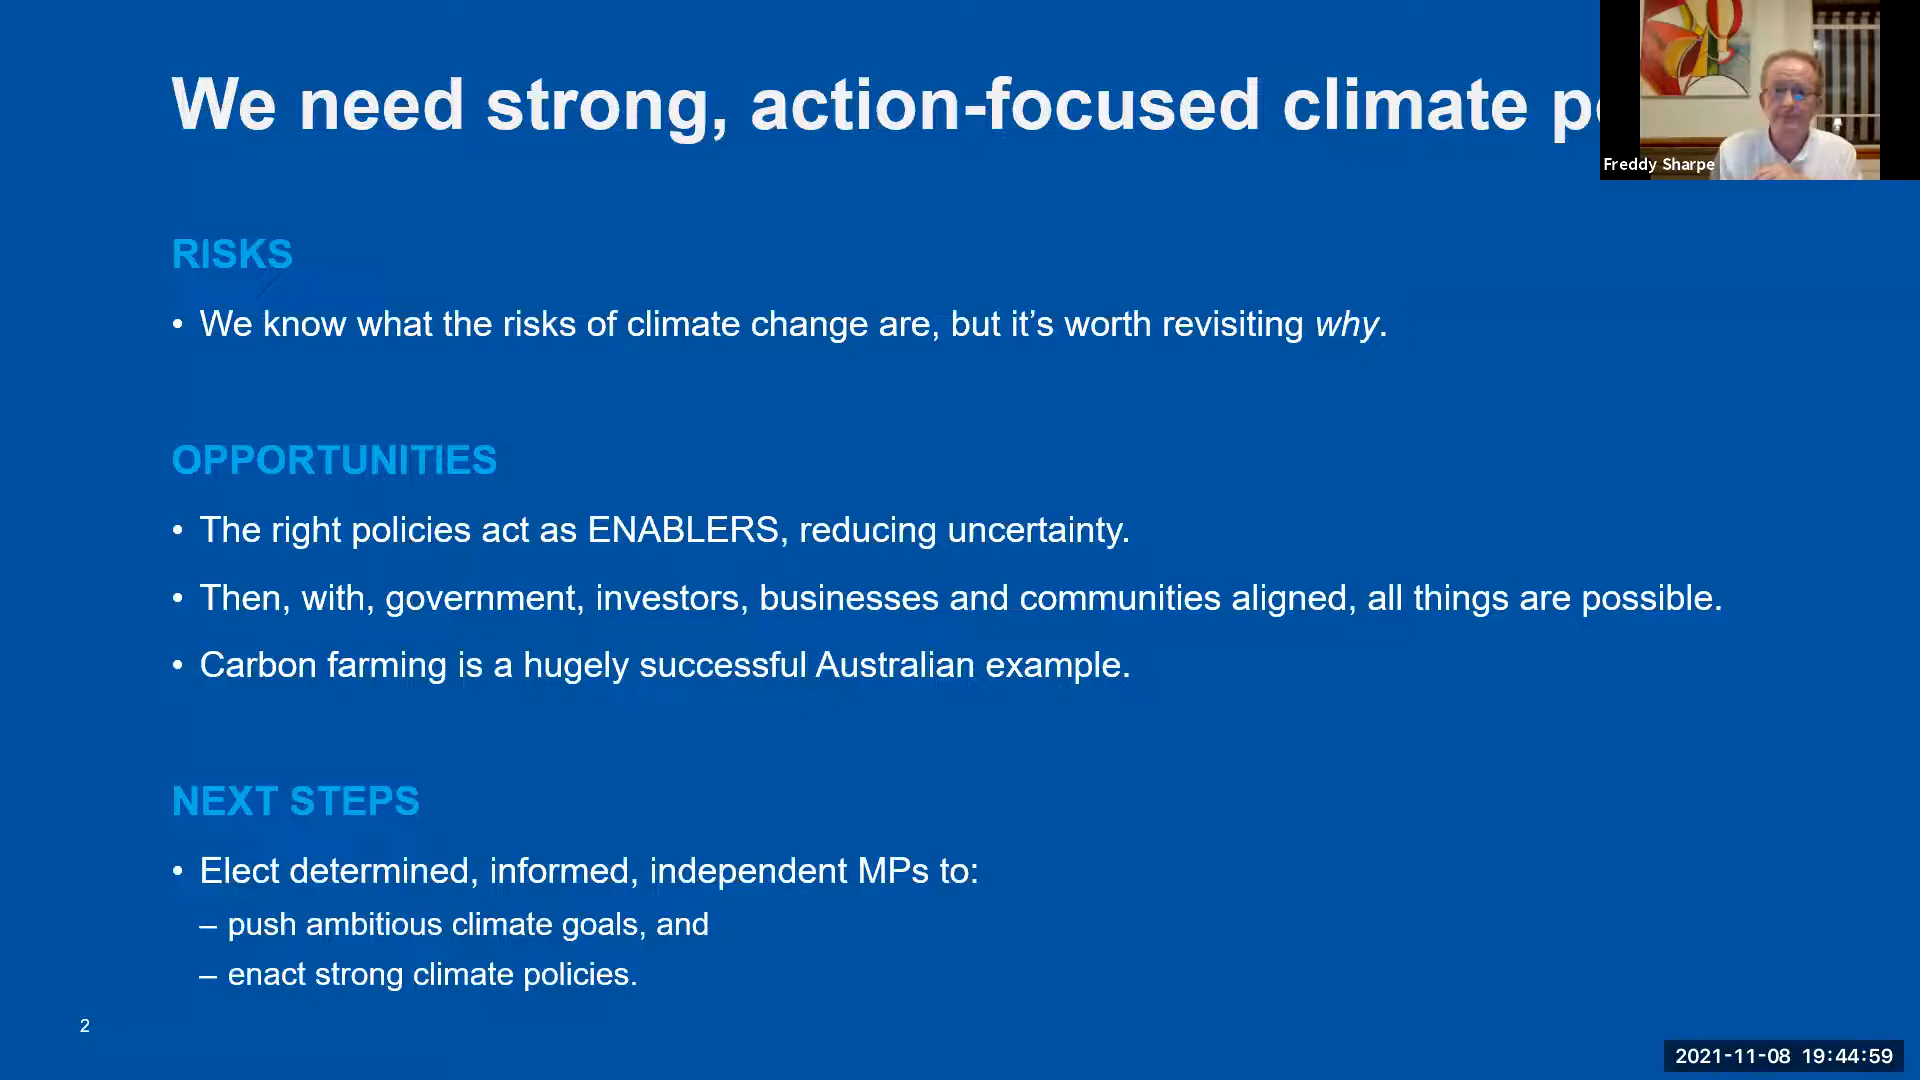 We need strong, action-focused climate
Freddy Sharpe
RISKS
• We know what the risks of climate change are, but it’s worth revisiting why.
OPPORTUNITIES
• The right policies act as ENABLERS, reducing uncertainty.
• Then, with, government, investors, businesses and communities aligned, all things are possible.
• Carbon farming is a hugely successful Australian example.
NEXT STEPS
• Elect determined, informed, independent MPs to:
– push ambitious climate goals, and
– enact strong climate policies.
2
2021-11-08 19:44:59